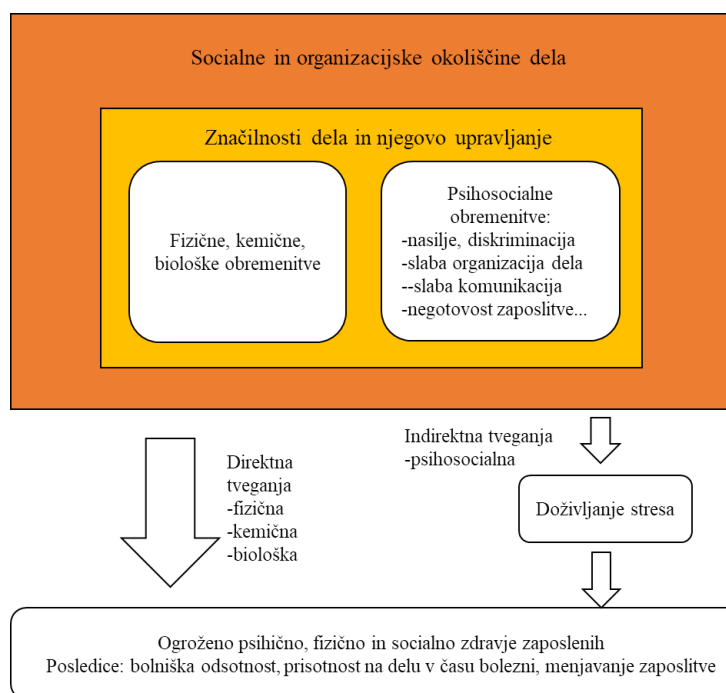 Socialne in organizacijske okoliščine dela
Značilnosti dela in njegovo upravljanje
Fizične, kemične,
biološke obremenitve
Psihosocialne
obremenitve:
-nasilje, diskriminacija
-slaba organizacija dela
--slaba komunikacija
-negotovost zaposlitve...
Direktna
tveganja
-fizična
-kemična
-biološka
Indirektna tveganja
-psihosocialna
Doživljanje stresa
Ogroženo psihično, fizično in socialno zdravje zaposlenih
Posledice: bolniška odsotnost, prisotnost na delu v času bolezni, menjavanje zaposlitve